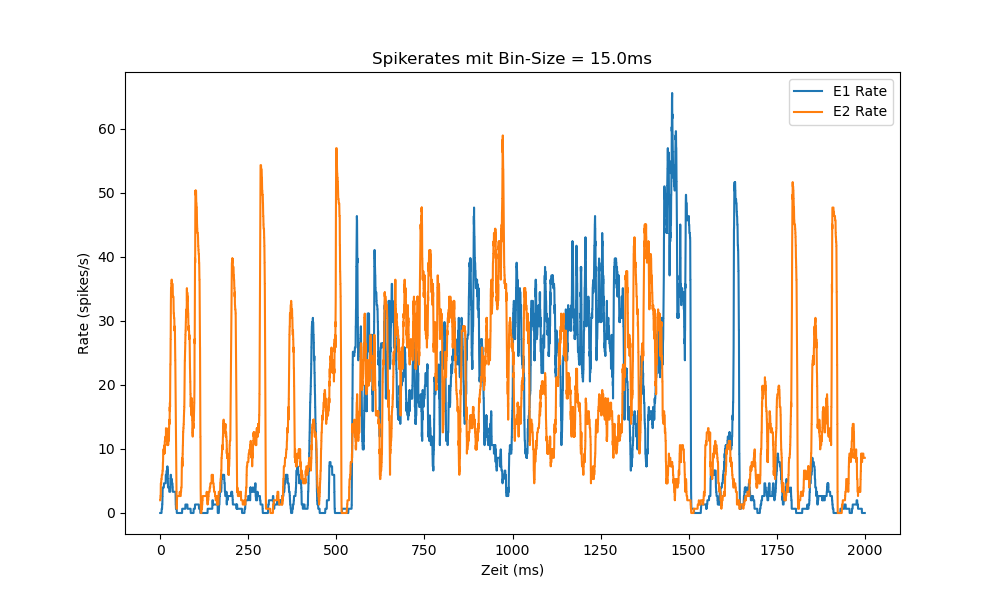 Spikerates mit Bin-Size = 15.0ms
E1 Rate
E2 Rate
60
50
40
30
20
10
0
Rate (spikes/s)
0 250 500 750 1000 1250 1500 1750 2000
Zeit (ms)